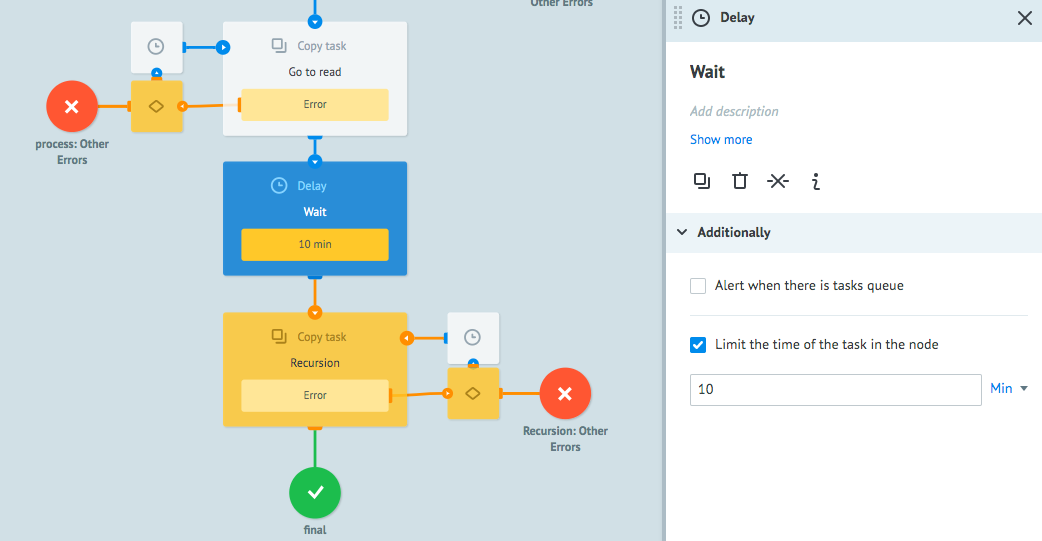 Other Errors
Copy task
Go to read
Error
process: Other
Errors
Delay
Wait
10 min
Copy task
Recursion
Error
Recursion: Other
Errors
final
Delay
Wait
Add description
Show more
Additionally
Alert when there is tasks queue
Limit the time of the task in the node
10
Min